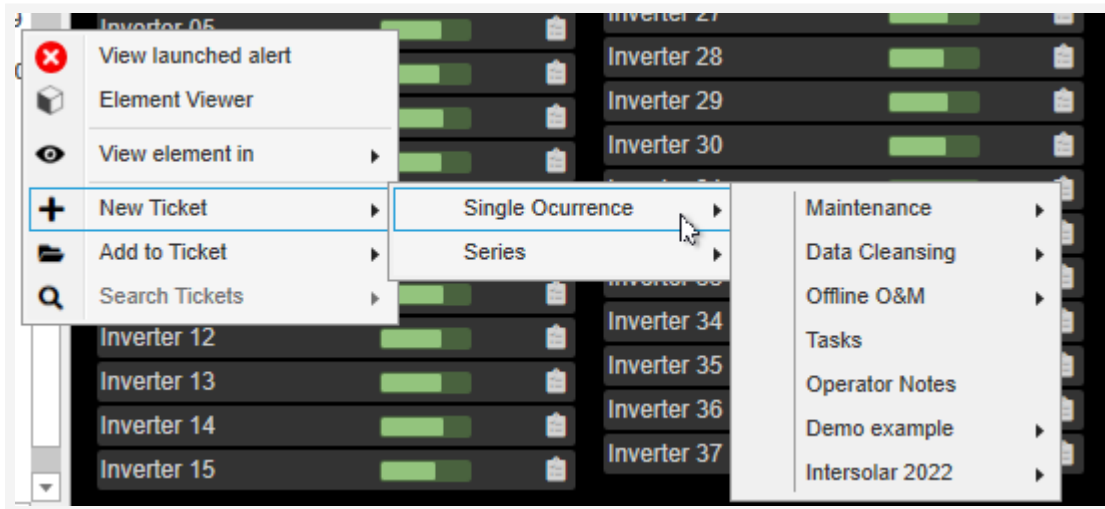 View launched alert
Element Viewer
View element in
New Ticket
Add to Ticket
Search Tickets
Single Ocurrence
Series
Maintenance
Data Cleansing
Offline O&M
Tasks
Operator Notes
Demo example
Intersolar 2022
Inverter 05
Inverter 12
Inverter 13
Inverter 14
Inverter 15
Inverter 27
Inverter 28
Inverter 29
Inverter 30
Inverter 34
Inverter 35
Inverter 36
Inverter 37